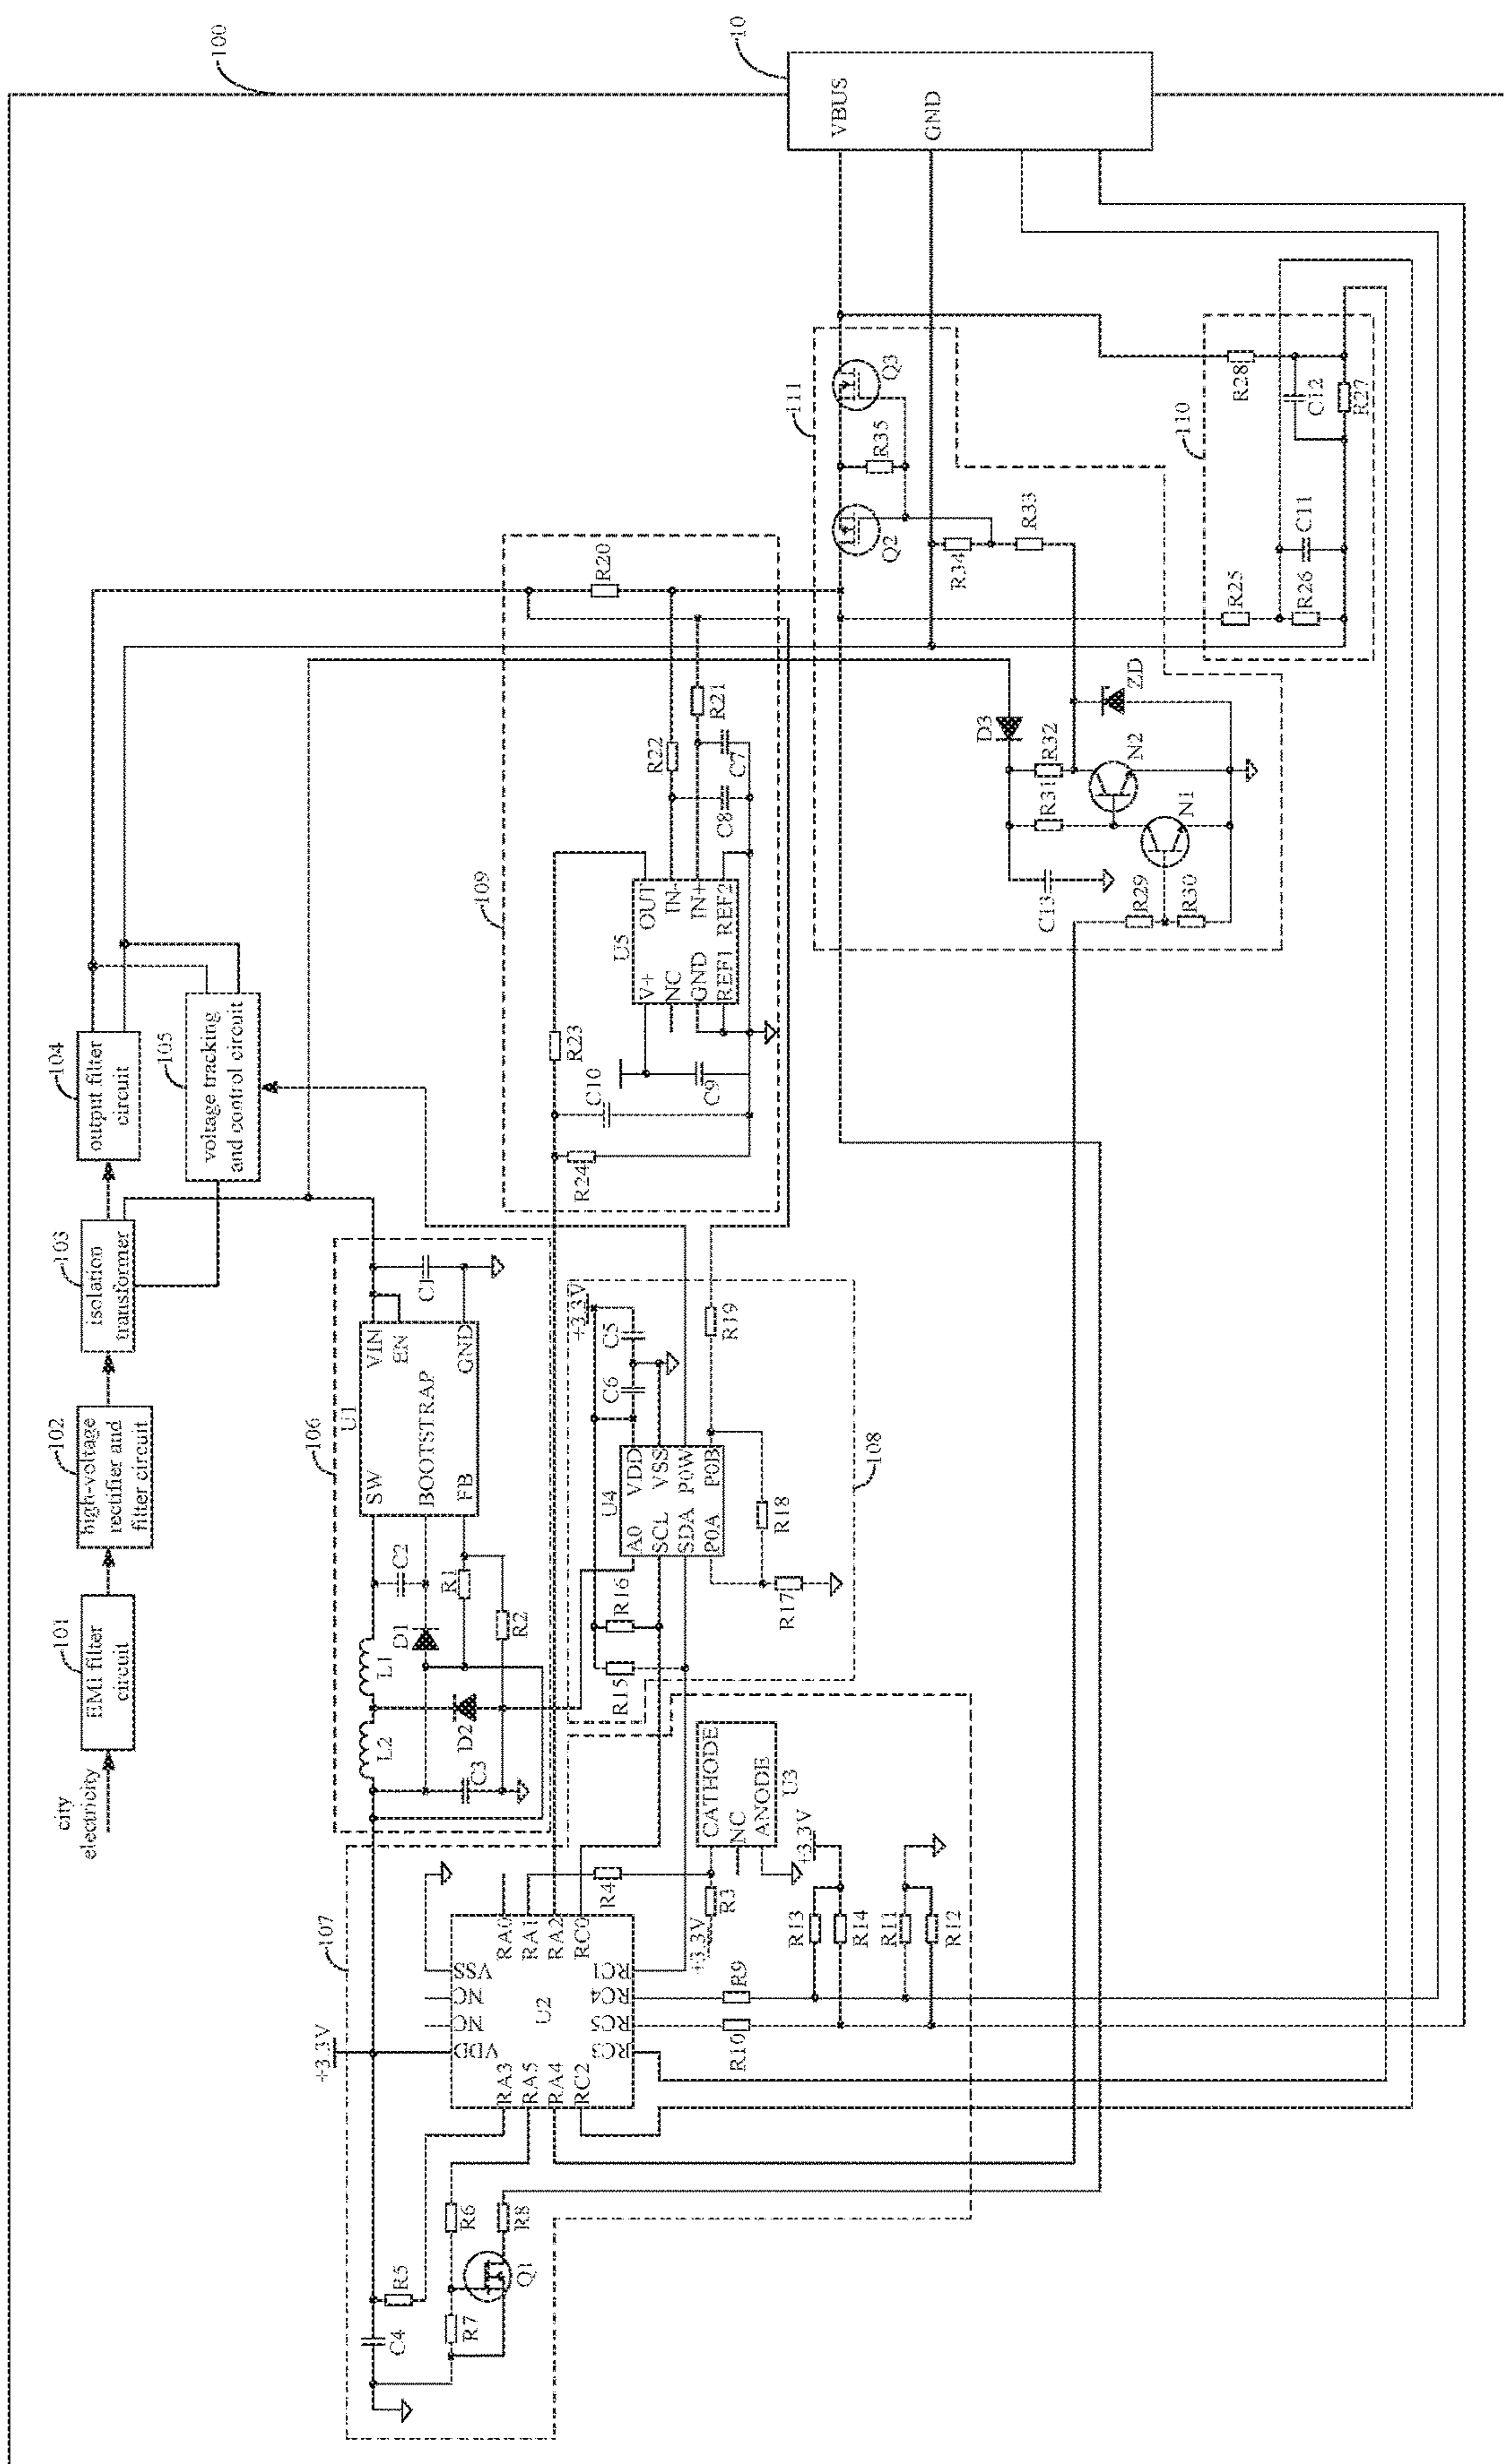 100
10
VBUS
GND
city
electricity
101
EMI filter
circuit
102
high-voltage
rectifier and
filter circuit
103
isolation
transformer
104
output filter
circuit
105
voltage tracking
and control circuit
106
U1
SW
BOOTSTRAP
FB
VIN
EN
GND
L2
L1
C2
D1
D2
C3
R1
R2
C1
107
+3.3V
C4
R5
R6
R7
R8
Q1
U2
VDD
NC
NC
VSS
RA3
RA5
RA4
RC2
RA0
RA1
RA2
RC0
RC3
RC5
RC4
RC1
R4
R3
+3.3V
U3
CATHODE
NC
ANODE
+3.3V
R9
R10
R13
R14
R11
R12
108
+3.3V
U4
A0
SCL
SDA
P0A
VDD
VSS
P0W
P0B
C5
C6
R15
R16
R17
R18
R19
109
U5
V+
NC
GND
REF1
OUT
IN-
IN+
REF2
R20
R21
R22
R23
R24
C7
C8
C9
C10
111
Q2
Q3
R35
R34
R33
D3
R31
R32
ZD
N2
N1
C13
R29
R30
110
R25
R26
C11
R28
C12
R27